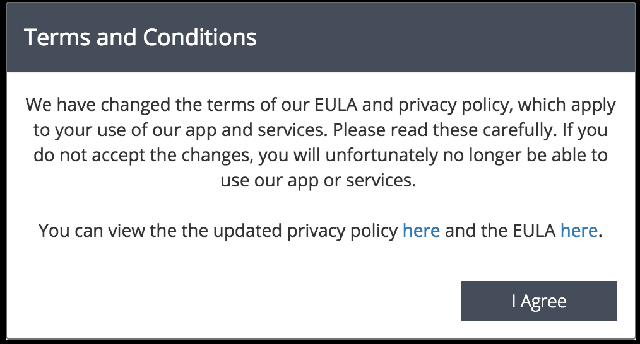 Terms and Conditions
We have changed the terms of our EULA and privacy policy, which apply
to your use of our app and services. Please read these carefully. If you
do not accept the changes, you will unfortunately no longer be able to
use our app or services.
You can view the the updated privacy policy here and the EULA here.
I Agree